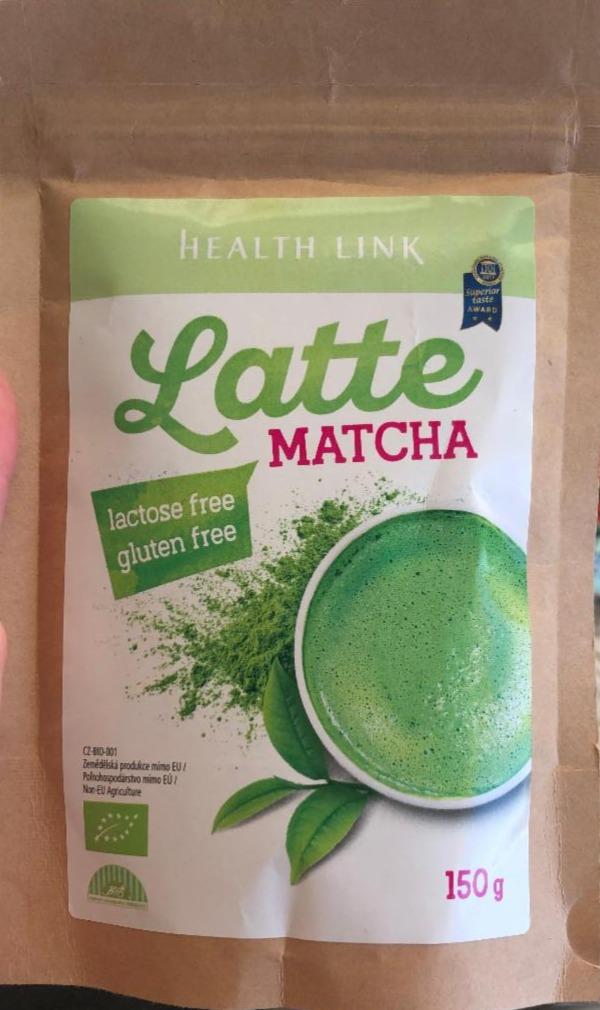 HEALTH LINK
Superior
taste
AWARD
Latte
MATCHA
lactose free
gluten free
CZ-BIO-001
Zemědělská produkce mimo EU /
Poľnohospodárstvo mimo EÚ /
Non-EU Agriculture
150 g